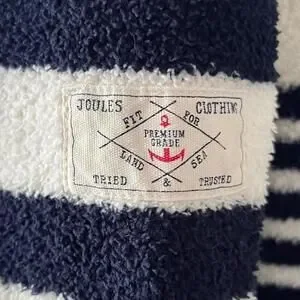 JOULES CLOTHING
FIT FOR
PREMIUM
GRADE
LAND SEA
TRIED & TRUSTED